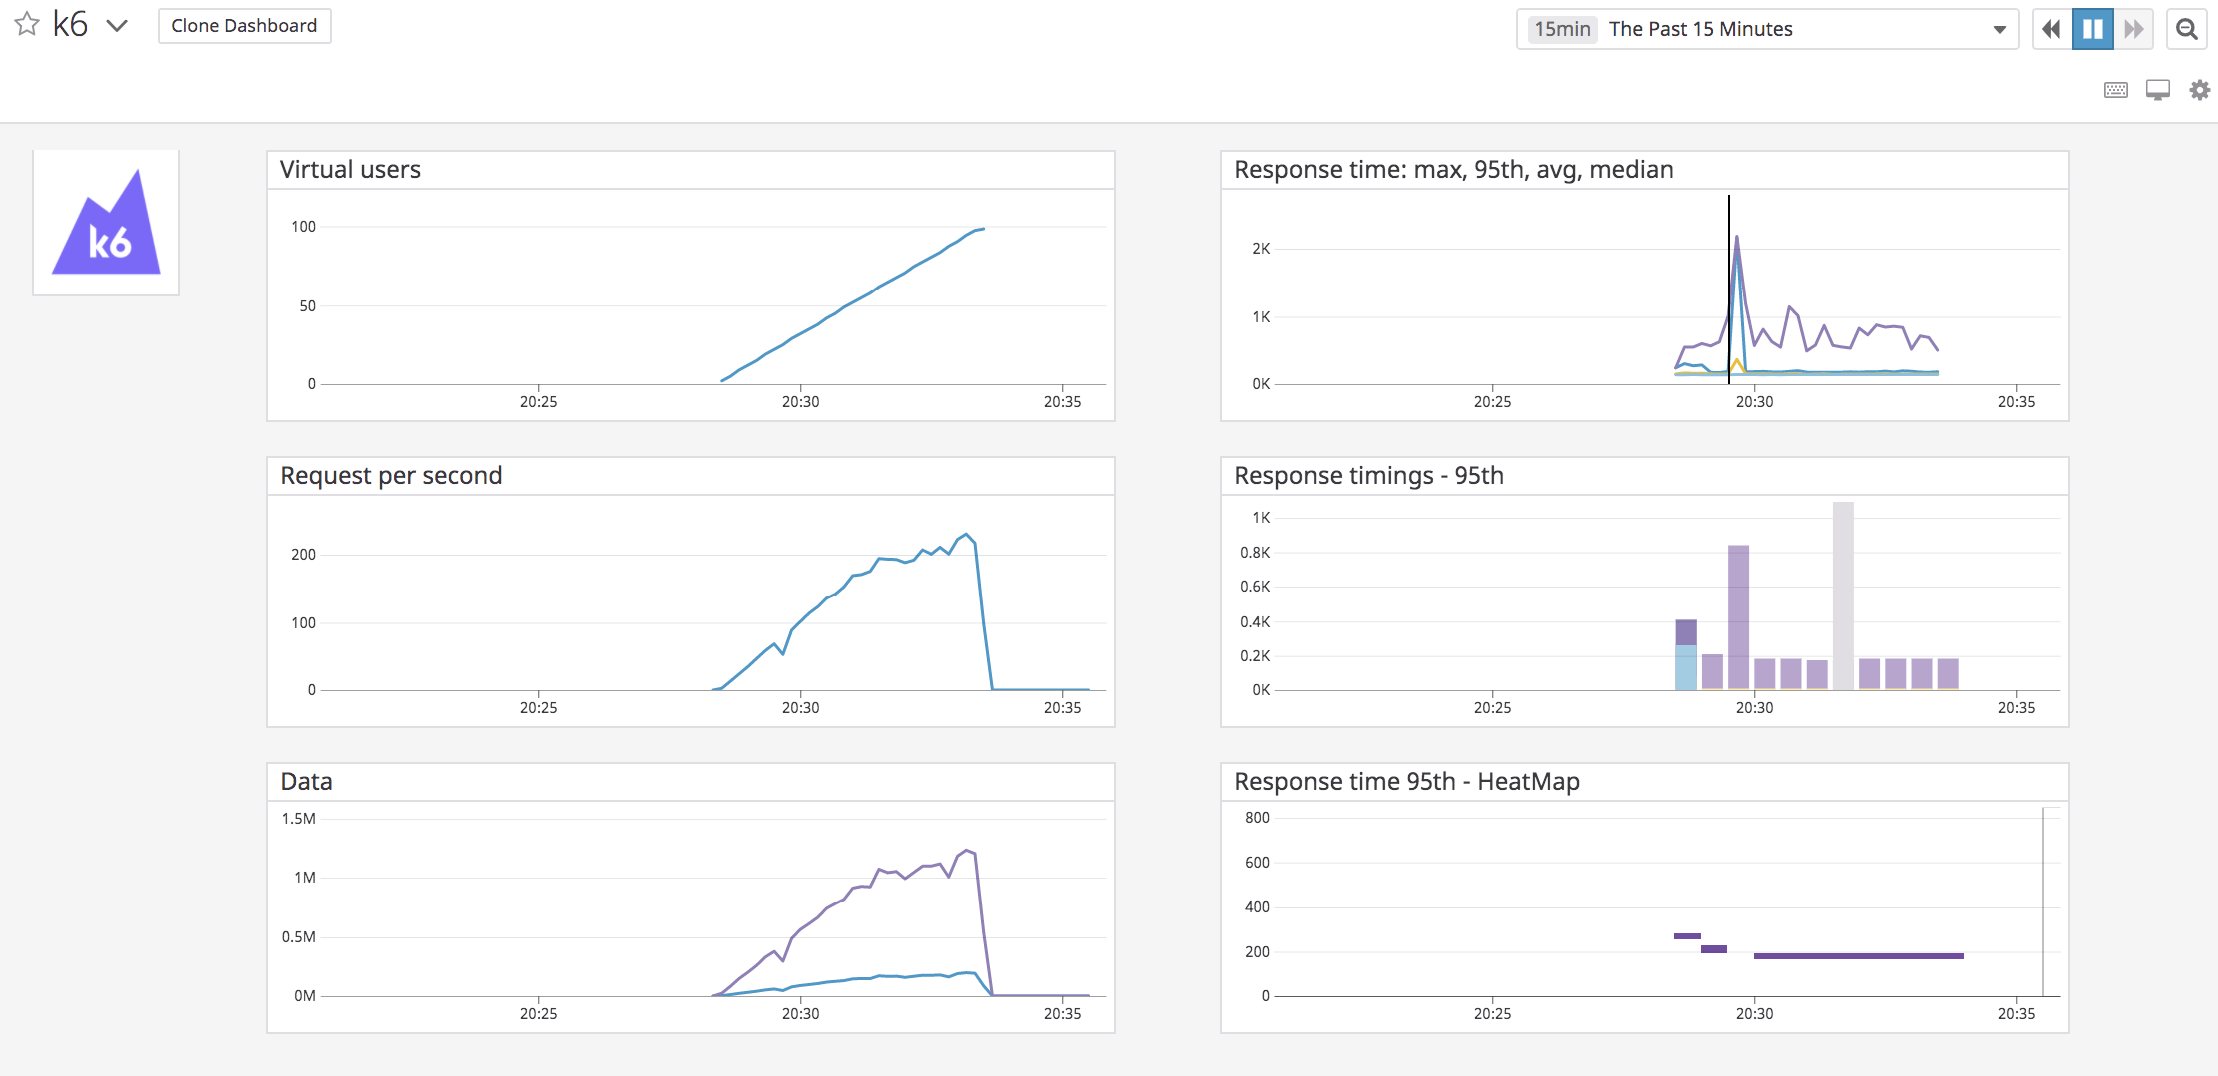 k6
Clone Dashboard
15min The Past 15 Minutes
k6
Virtual users
100
50
0
20:25 20:30 20:35
Response time: max, 95th, avg, median
2K
1K
0K
20:25 20:30 20:35
Request per second
200
100
0
20:25 20:30 20:35
Response timings - 95th
1K
0.8K
0.6K
0.4K
0.2K
0K
20:25 20:30 20:35
Data
1.5M
1M
0.5M
0M
20:25 20:30 20:35
Response time 95th - HeatMap
800
600
400
200
0
20:25 20:30 20:35